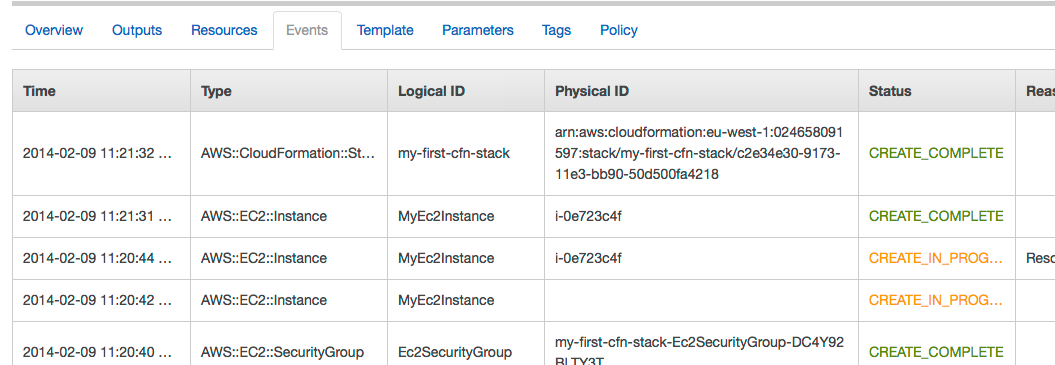 Overview Outputs Resources Events Template Parameters Tags Policy
Time Type Logical ID Physical ID Status Reas
2014-02-09 11:21:32 ... AWS::CloudFormation::St... my-first-cfn-stack arn:aws:cloudformation:eu-west-1:024658091
597:stack/my-first-cfn-stack/c2e34e30-9173-
11e3-bb90-50d500fa4218 CREATE_COMPLETE
2014-02-09 11:21:31 ... AWS::EC2::Instance MyEc2Instance i-0e723c4f CREATE_COMPLETE
2014-02-09 11:20:44 ... AWS::EC2::Instance MyEc2Instance i-0e723c4f CREATE_IN_PROG... Reso
2014-02-09 11:20:42 ... AWS::EC2::Instance MyEc2Instance CREATE_IN_PROG...
2014-02-09 11:20:40 ... AWS::EC2::SecurityGroup Ec2SecurityGroup my-first-cfn-stack-Ec2SecurityGroup-DC4Y92
CREATE_COMPLETE